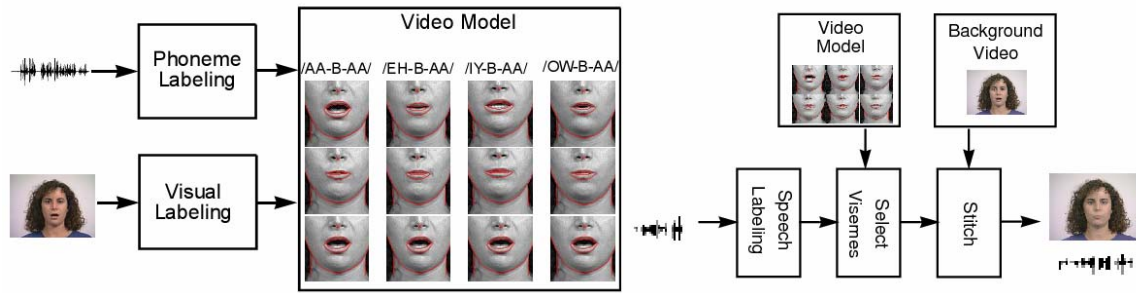 Phoneme
Labeling
Visual
Labeling
Video Model
/AA-B-AA/ /EH-B-AA/ /IY-B-AA/ /OW-B-AA/
Video
Model
Background
Video
Speech
Labeling
Select
Visemes
Stitch